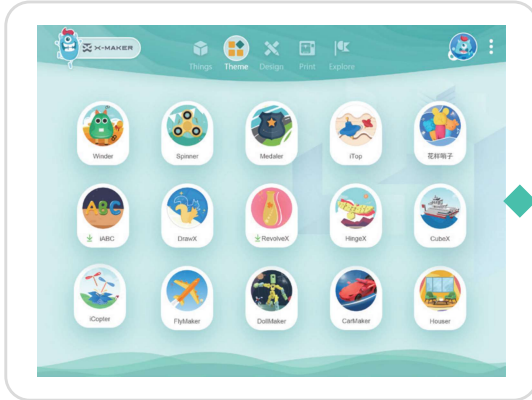 X-MAKER
Things Theme Design Print Explore
Winder Spinner Medaler iTop 花样哨子
iABC DrawX RevolveX HingeX CubeX
iCopter FlyMaker DollMaker CarMaker Houser